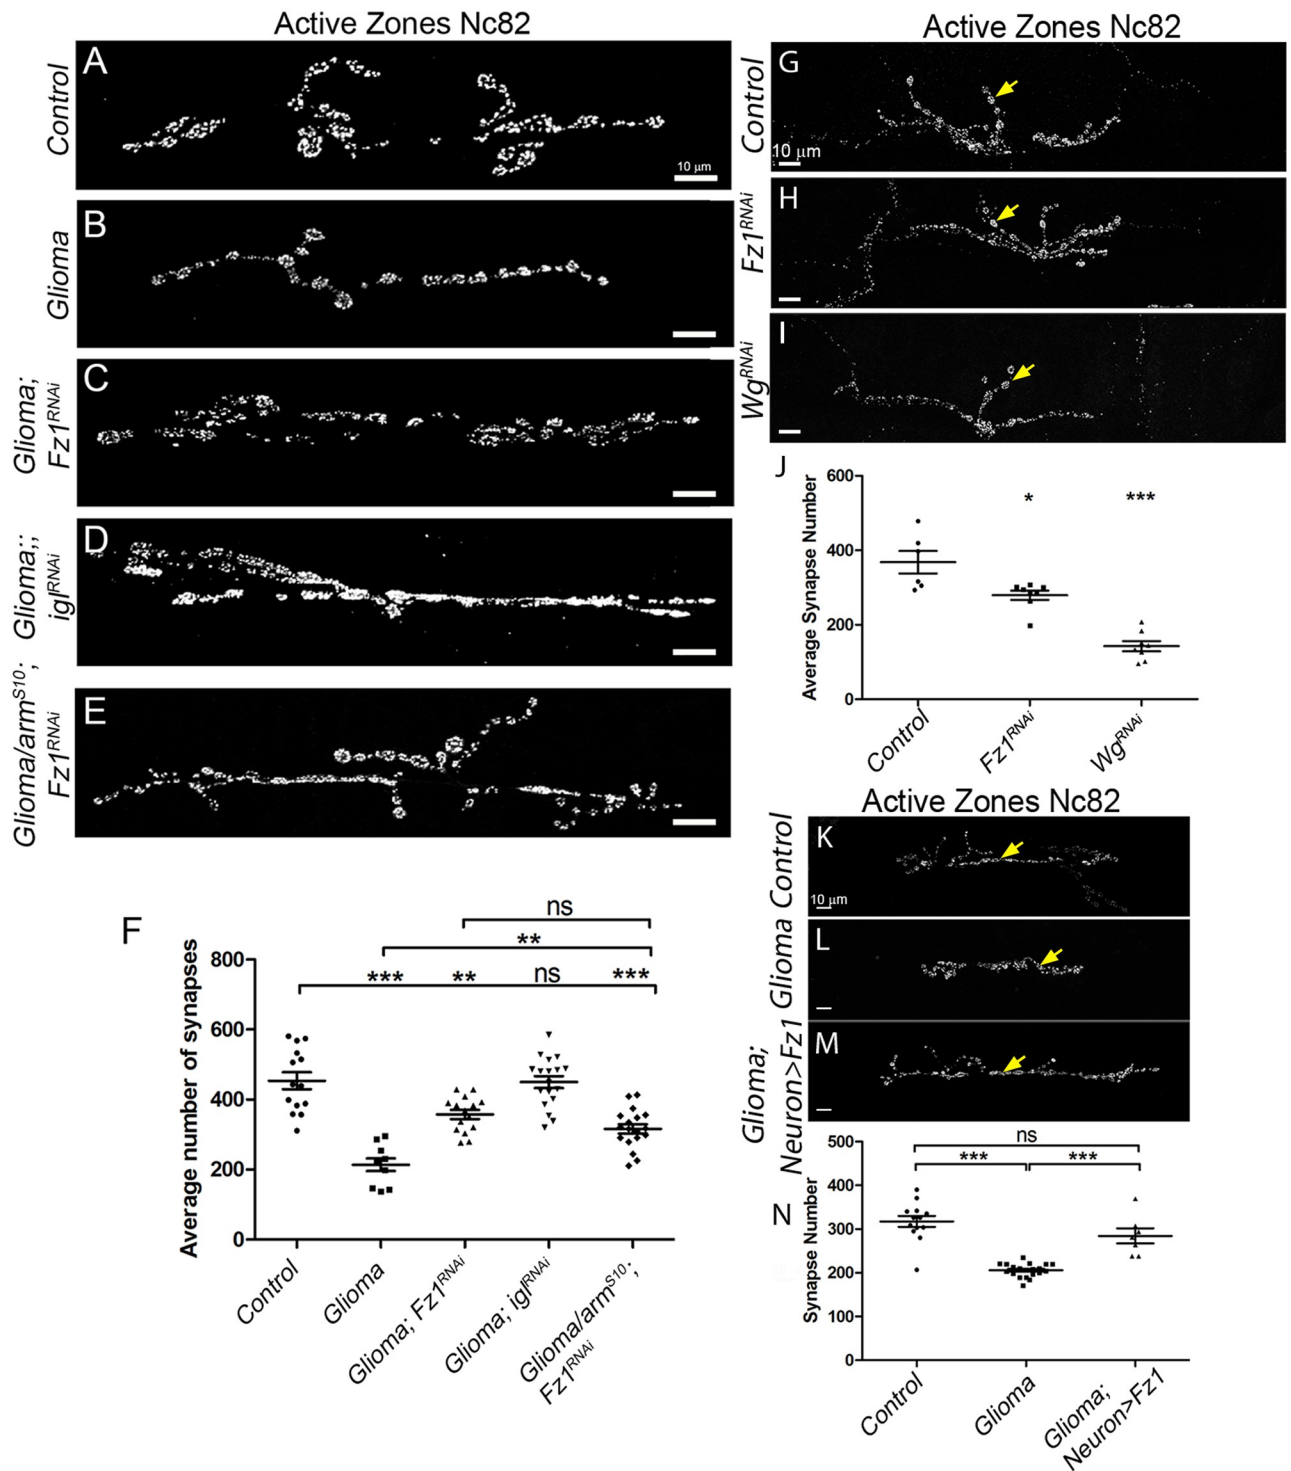 Active Zones Nc82
A
Control
10 μm
B
Glioma
C
Glioma;
Fz1RNAi
D
Glioma;;
iglRNAi
E
Glioma/armS10;
Fz1RNAi
Active Zones Nc82
G
Control
10 μm
H
Fz1RNAi
I
WgRNAi
J
Average Synapse Number
600
400
200
0
*
***
Control
Fz1RNAi
WgRNAi
F
Average number of synapses
800
600
400
200
0
ns
**
*** ** ns ***
Control
Glioma
Glioma; Fz1RNAi
Glioma; iglRNAi
Glioma/armS10.;
Fz1RNAi
Active Zones Nc82
K
Control
10 μm
L
Glioma
M
Glioma;
Neuron>Fz1
N
Synapse Number
500
400
300
200
100
0
ns
*** ***
Control
Glioma
Glioma;
Neuron>Fz1